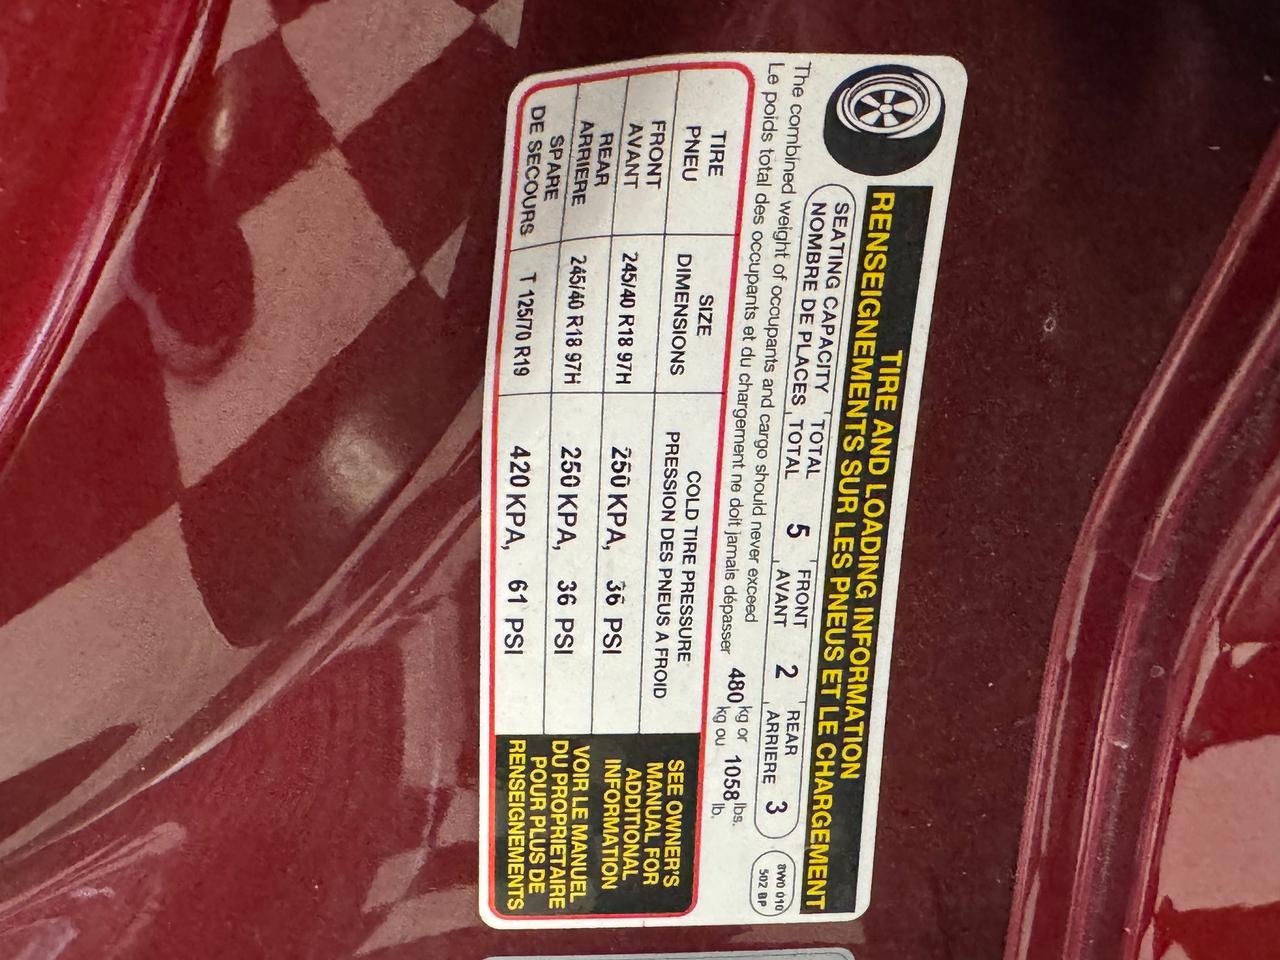 TIRE AND LOADING INFORMATION
RENSEIGNEMENTS SUR LES PNEUS ET LE CHARGEMENT
SEATING CAPACITY TOTAL 5 FRONT 2 REAR 3
NOMBRE DE PLACES TOTAL AVANT ARRIERE
8W0 010
502 BP
The combined weight of occupants and cargo should never exceed 480 kg or 1058 lbs.
Le poids total des occupants et du chargement ne doit jamais dépasser kg ou lb.
TIRE SIZE COLD TIRE PRESSURE
PNEU DIMENSIONS PRESSION DES PNEUS A FROID
FRONT
AVANT 245/40 R18 97H 250 KPA, 36 PSI
REAR
ARRIERE 245/40 R18 97H 250 KPA, 36 PSI
SPARE
DE SECOURS T 125/70 R19 420 KPA, 61 PSI
SEE OWNER'S
MANUAL FOR
ADDITIONAL
INFORMATION
VOIR LE MANUEL
DU PROPRIETAIRE
POUR PLUS DE
RENSEIGNEMENTS